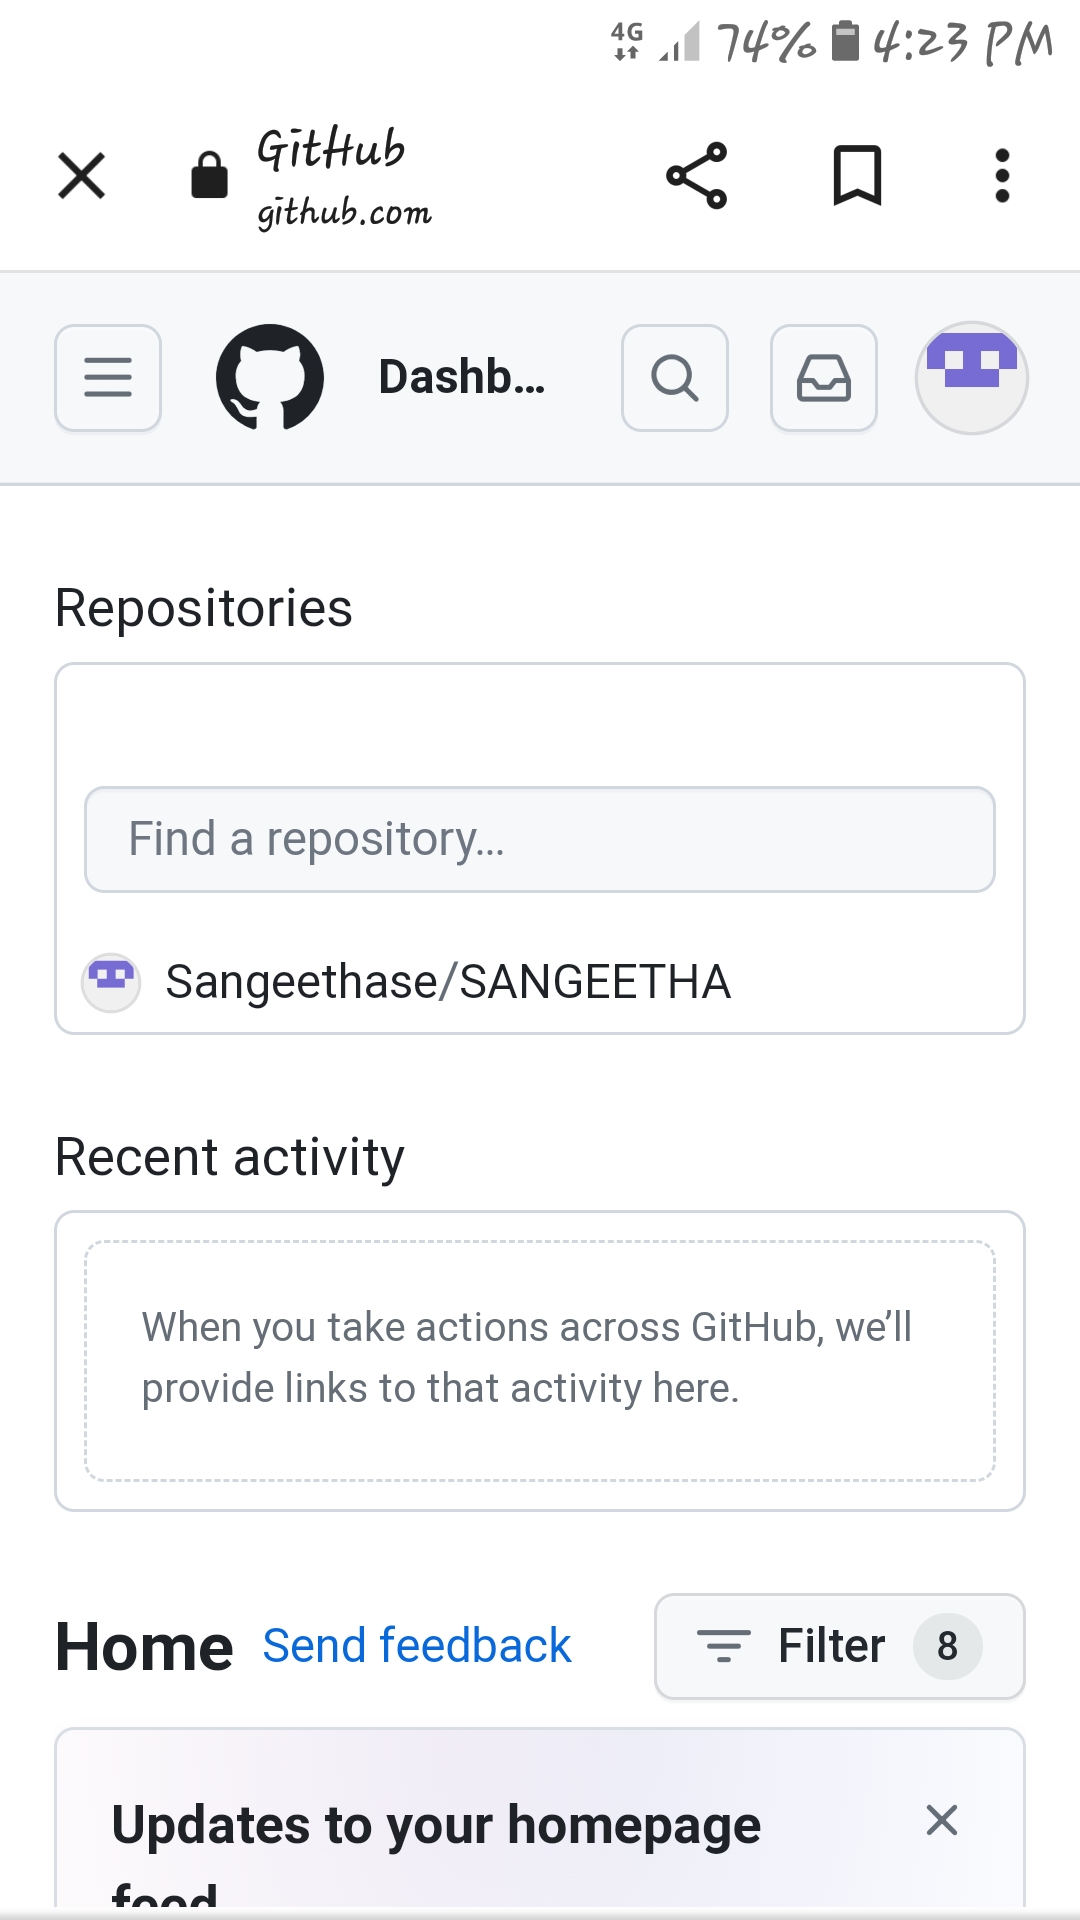 4G 74% 4:23 PM
GitHub
github.com
Dashb...
Repositories
Find a repository...
Sangeethase/SANGEETHA
Recent activity
When you take actions across GitHub, we’ll
provide links to that activity here.
Home Send feedback Filter 8
Updates to your homepage
feed